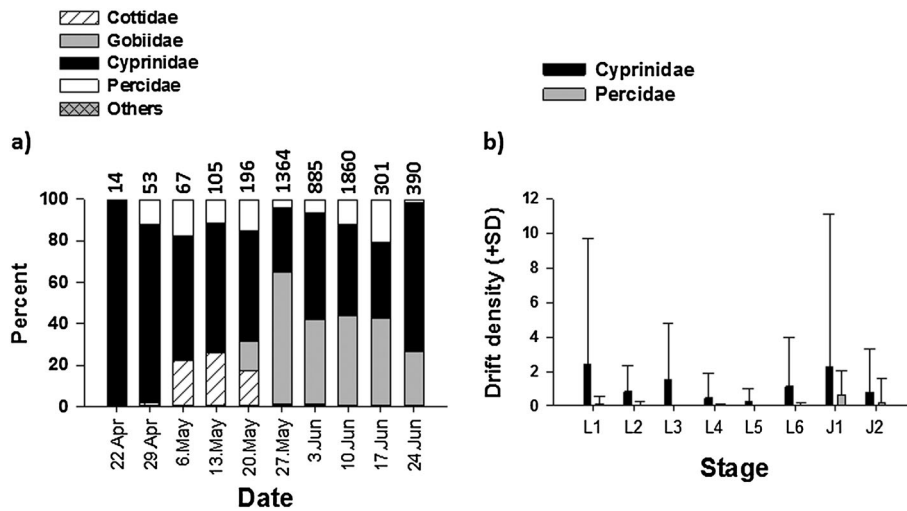 Cottidae
Gobiidae
Cyprinidae
Percidae
Others
a)
14 53 67 105 196 1364 885 1860 301 390
100
80
60
40
20
0
Percent
22.Apr 29.Apr 6.May 13.May 20.May 27.May 3.Jun 10.Jun 17.Jun 24.Jun
Date
Cyprinidae
Percidae
b)
12
10
8
6
4
2
0
Drift density (+SD)
L1 L2 L3 L4 L5 L6 J1 J2
Stage